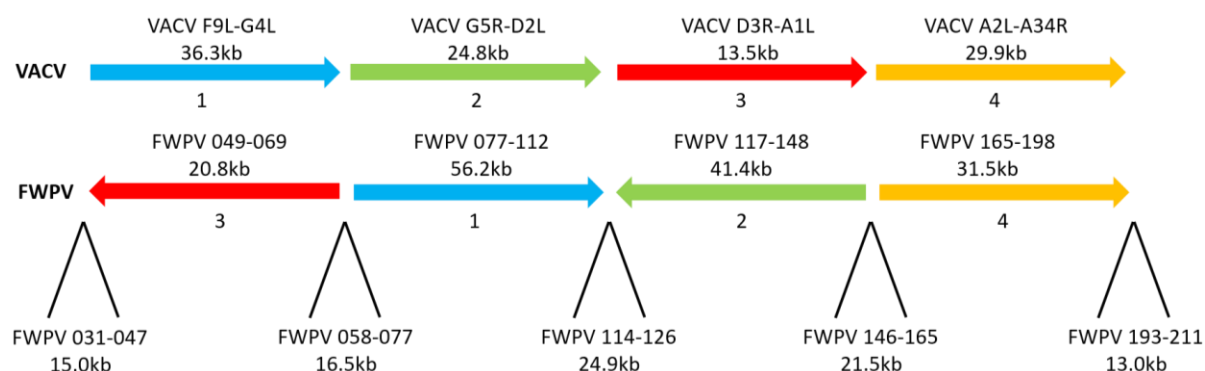 VACV F9L-G4L
36.3kb
VACV G5R-D2L
24.8kb
VACV D3R-A1L
13.5kb
VACV A2L-A34R
29.9kb
VACV
1
2
3
4
FWPV 049-069
20.8kb
FWPV 077-112
56.2kb
FWPV 117-148
41.4kb
FWPV 165-198
31.5kb
FWPV
3
1
2
4
FWPV 031-047
15.0kb
FWPV 058-077
16.5kb
FWPV 114-126
24.9kb
FWPV 146-165
21.5kb
FWPV 193-211
13.0kb